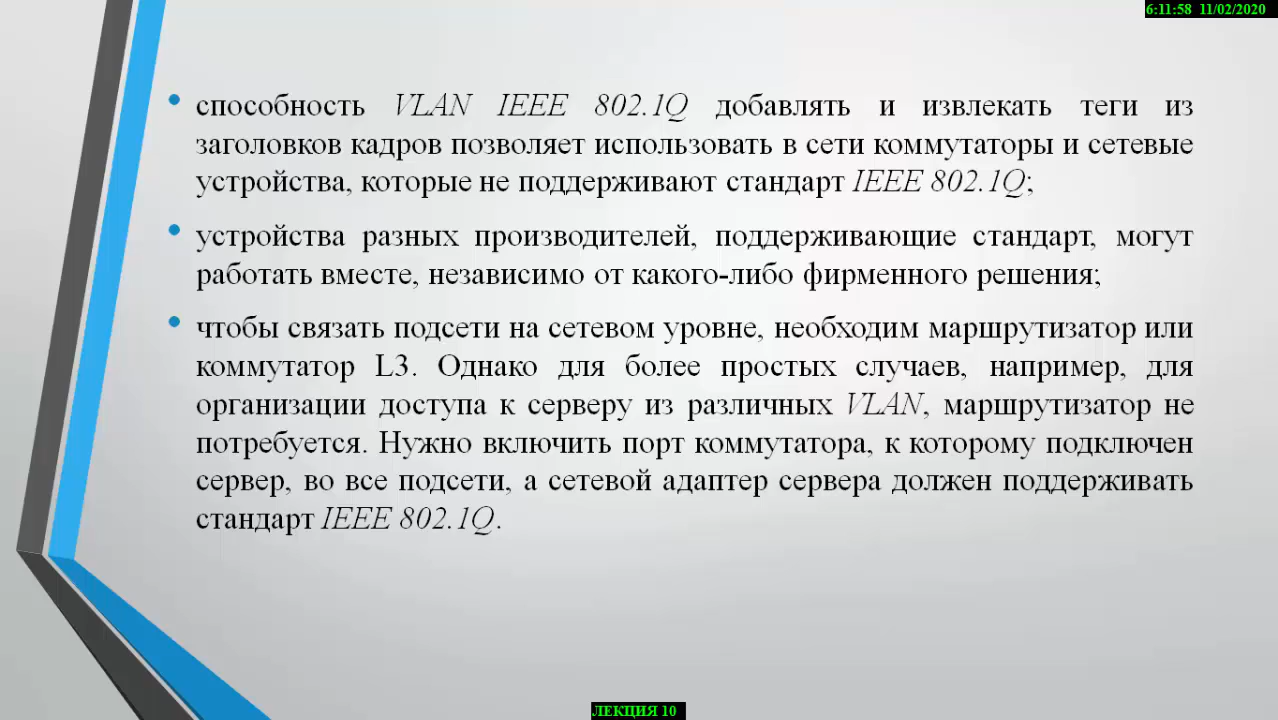 6:11:58 11/02/2020
• способность VLAN IEEE 802.1Q добавлять и извлекать теги из
заголовков кадров позволяет использовать в сети коммутаторы и сетевые
устройства, которые не поддерживают стандарт IEEE 802.1Q;
• устройства разных производителей, поддерживающие стандарт, могут
работать вместе, независимо от какого-либо фирменного решения;
• чтобы связать подсети на сетевом уровне, необходим маршрутизатор или
коммутатор L3. Однако для более простых случаев, например, для
организации доступа к серверу из различных VLAN, маршрутизатор не
потребуется. Нужно включить порт коммутатора, к которому подключен
сервер, во все подсети, а сетевой адаптер сервера должен поддерживать
стандарт IEEE 802.1Q.
ЛЕКЦИЯ 10